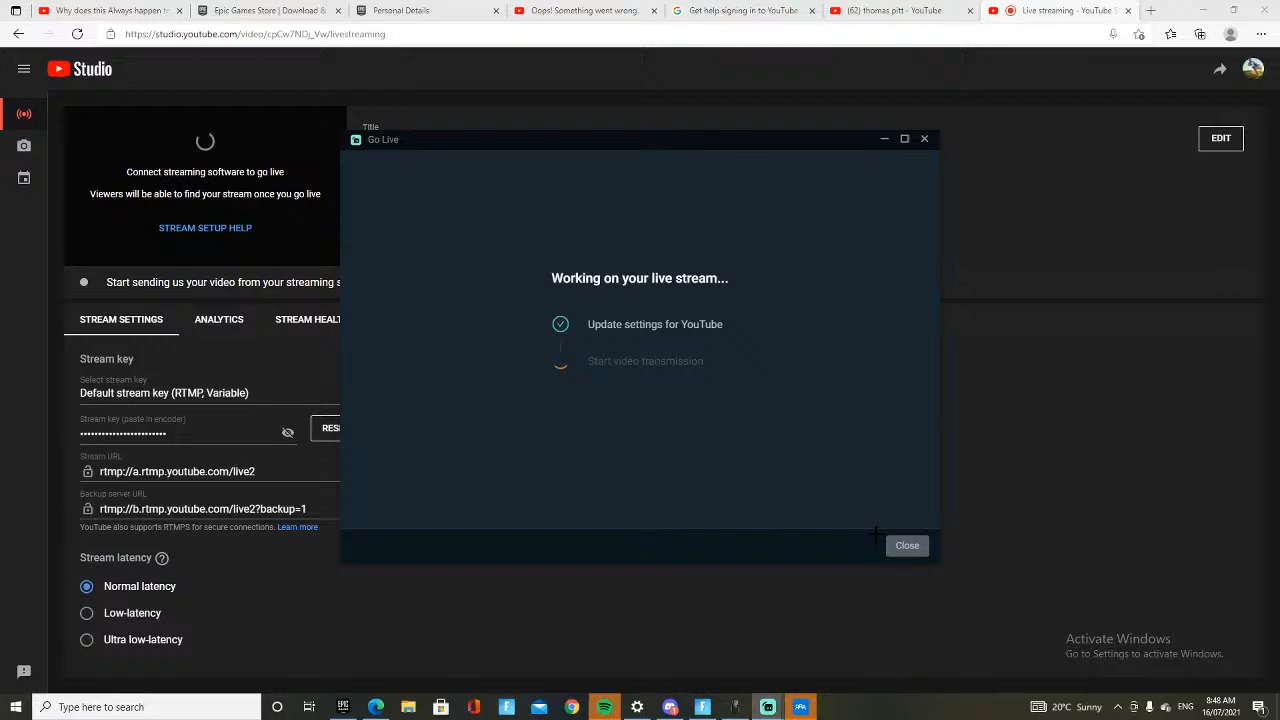 Why does this Always happen to
Epic Games Store | Download &
Personal Details
Oops! Something went wrong.
Get help signing in to YouTube
(62) thomas pitt - YouTube
Live streaming - YouTube S
https://studio.youtube.com/video/cpCw7NDj_Vw/livestreaming
Studio
Title
EDIT
Connect streaming software to go live
Viewers will be able to find your stream once you go live
STREAM SETUP HELP
Start sending us your video from your streaming s
STREAM SETTINGS
ANALYTICS
STREAM HEALT
Stream key
Select stream key
Default stream key (RTMP, Variable)
Stream key (paste in encoder)
••••••••••••••••••••••••
RES
Stream URL
rtmp://a.rtmp.youtube.com/live2
Backup server URL
rtmp://b.rtmp.youtube.com/live2?backup=1
YouTube also supports RTMPS for secure connections. Learn more
Stream latency
Normal latency
Low-latency
Ultra low-latency
Go Live
Working on your live stream...
Update settings for YouTube
Start video transmission
Close
Activate Windows
Go to Settings to activate Windows.
Type here to search
20°C Sunny
8:48 AM
16/07/2021